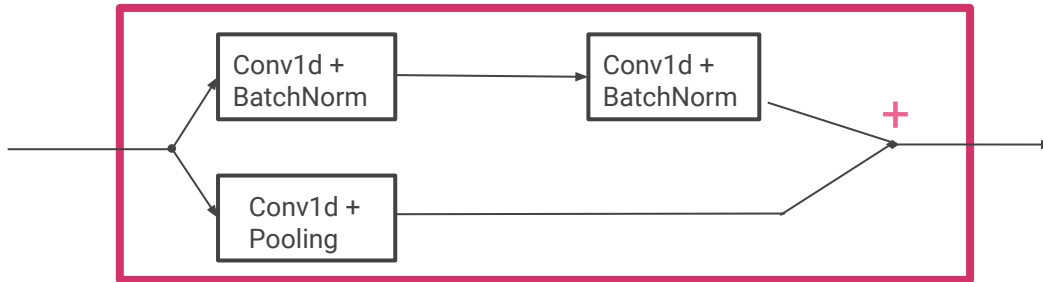 Conv1d +
BatchNorm
Conv1d +
BatchNorm
+
Conv1d +
Pooling